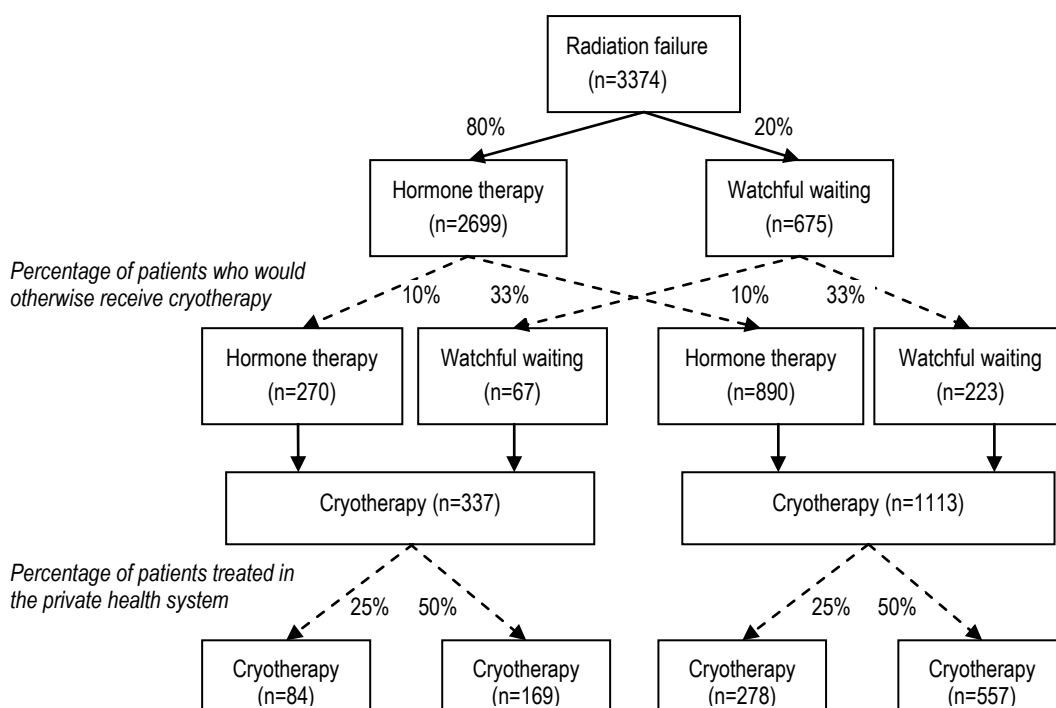 Radiation failure
(n=3374)
80%
20%
Hormone therapy
(n=2699)
Watchful waiting
(n=675)
Percentage of patients who would
otherwise receive cryotherapy
10%
33%
10%
33%
Hormone therapy
(n=270)
Watchful waiting
(n=67)
Hormone therapy
(n=890)
Watchful waiting
(n=223)
Cryotherapy (n=337)
Cryotherapy (n=1113)
Percentage of patients treated in
the private health system
25%
50%
25%
50%
Cryotherapy
(n=84)
Cryotherapy
(n=169)
Cryotherapy
(n=278)
Cryotherapy
(n=557)